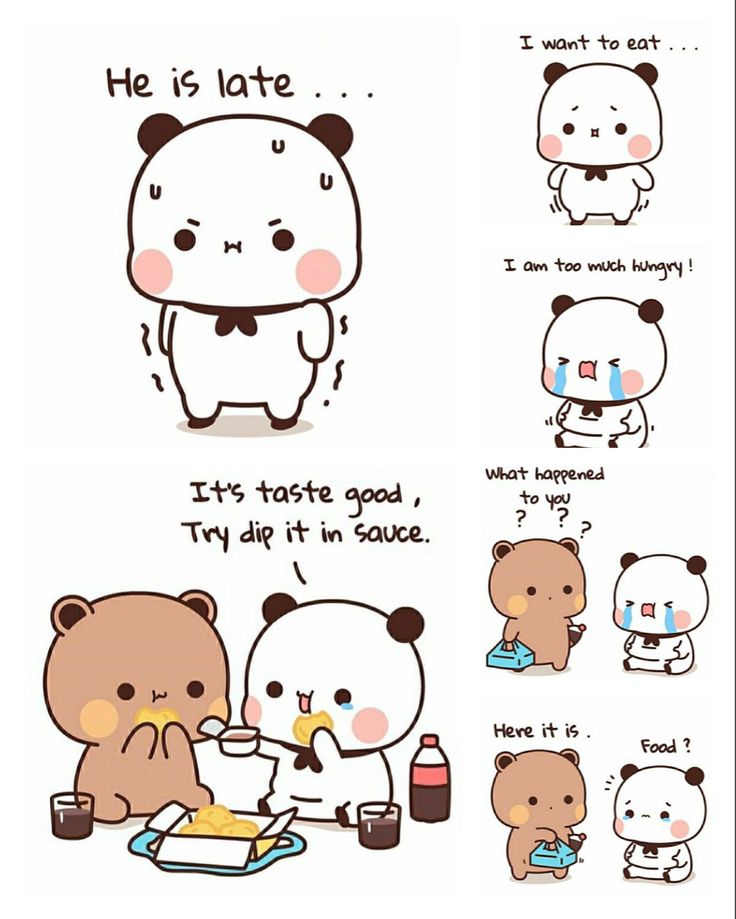 He is late . . .
I want to eat . . .
I am too much hungry !
What happened
to you
? ? ?
Here it is .
Food ?
It's taste good ,
Try dip it in sauce.